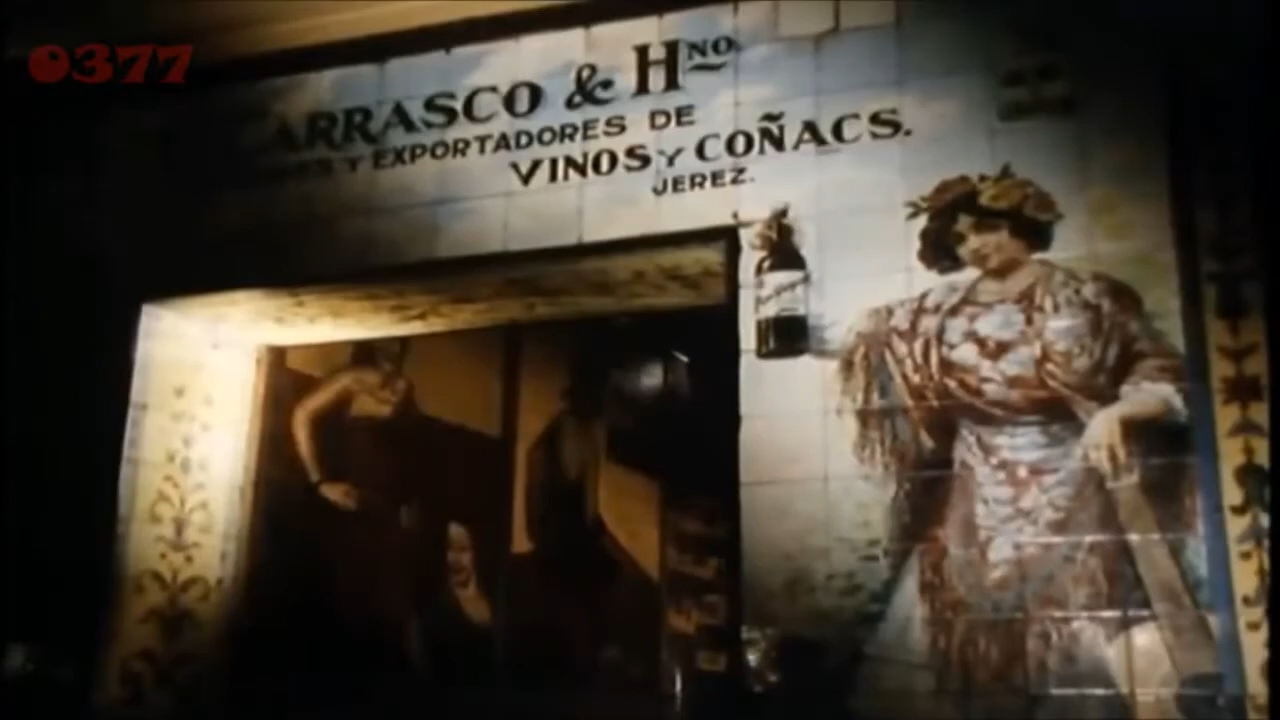 0377
ARRASCO & HNO
Y EXPORTADORES DE
VINOS Y COÑACS.
JEREZ.